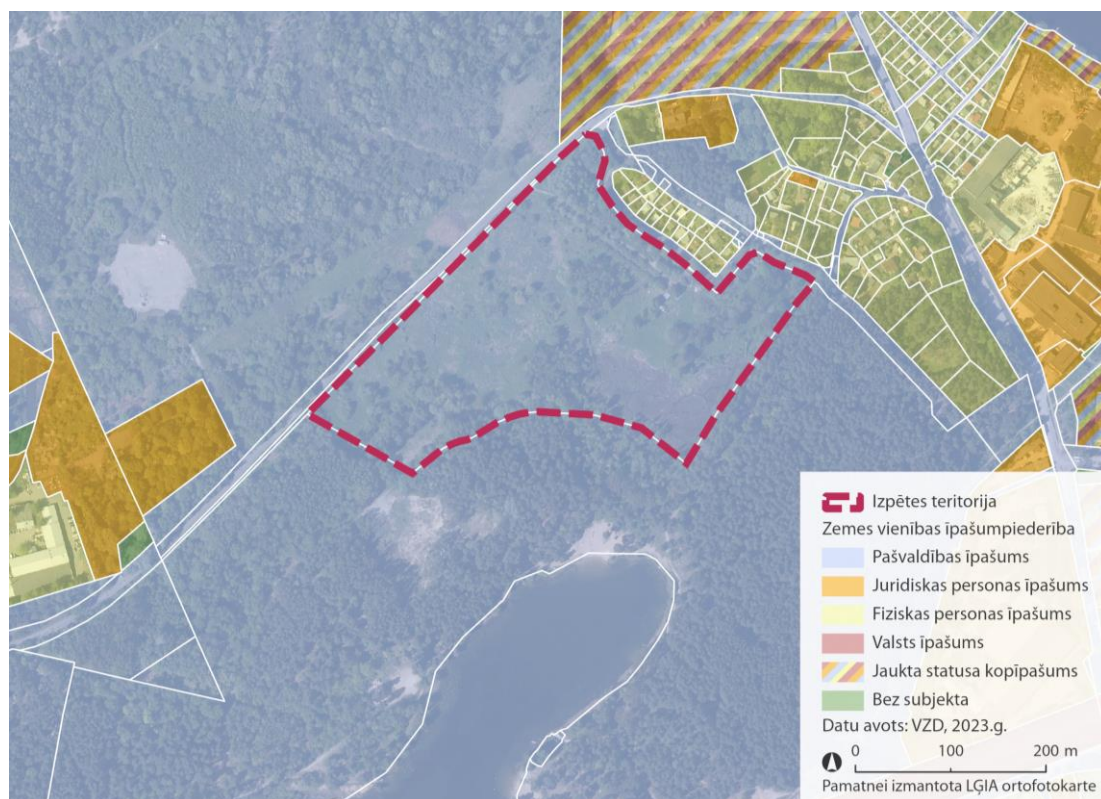 Izpētes teritorija
Zemes vienības īpašumpiederība
Pašvaldības īpašums
Juridiskas personas īpašums
Fiziskas personas īpašums
Valsts īpašums
Jaukta statusa kopīpašums
Bez subjekta
Datu avots: VZD, 2023.g.
0 100 200 m
Pamatnei izmantota LĢIA ortofotokarte